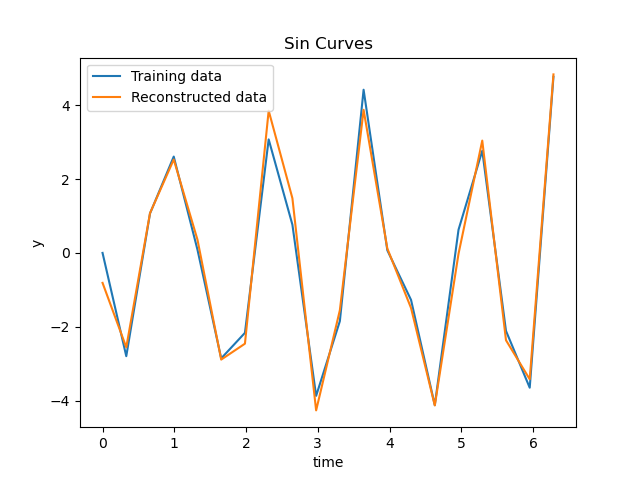 Sin Curves
Training data
Reconstructed data
4
2
0
−2
−4
y
0 1 2 3 4 5 6
time